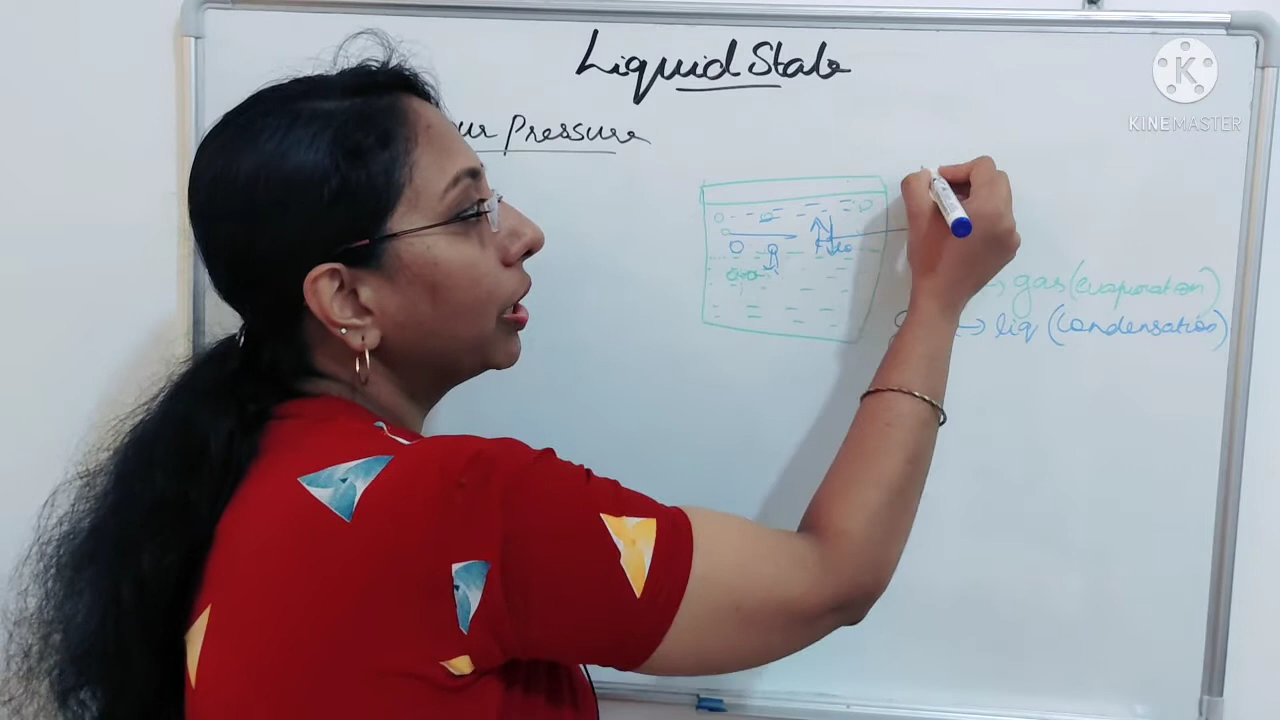 Liquid State
ur Pressure
K
KINEMASTER
→ gas (evaporation)
→ liq (condensation)